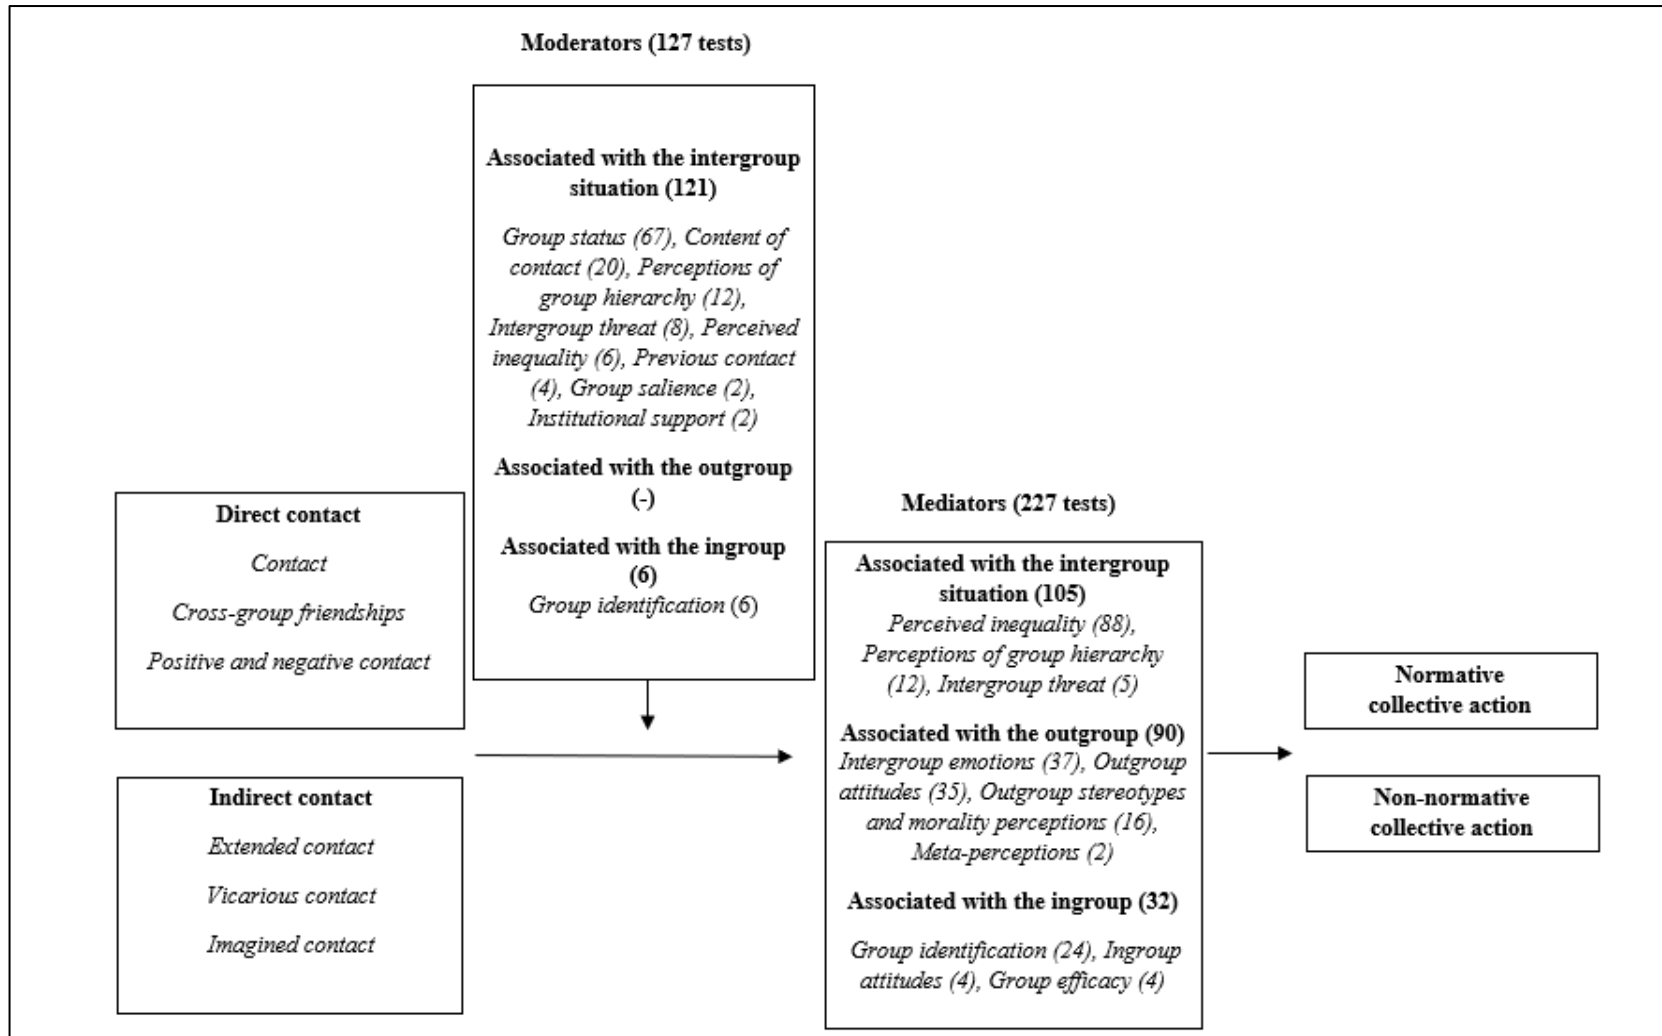 Moderators (127 tests)
Associated with the intergroup
situation (121)
Group status (67), Content of
contact (20), Perceptions of
group hierarchy (12),
Intergroup threat (8), Perceived
inequality (6), Previous contact
(4), Group salience (2),
Institutional support (2)
Associated with the outgroup
(-)
Associated with the ingroup
(6)
Group identification (6)
Direct contact
Contact
Cross-group friendships
Positive and negative contact
Indirect contact
Extended contact
Vicarious contact
Imagined contact
Mediators (227 tests)
Associated with the intergroup
situation (105)
Perceived inequality (88),
Perceptions of group hierarchy
(12), Intergroup threat (5)
Associated with the outgroup (90)
Intergroup emotions (37), Outgroup
attitudes (35), Outgroup stereotypes
and morality perceptions (16),
Meta-perceptions (2)
Associated with the ingroup (32)
Group identification (24), Ingroup
attitudes (4), Group efficacy (4)
Normative
collective action
Non-normative
collective action